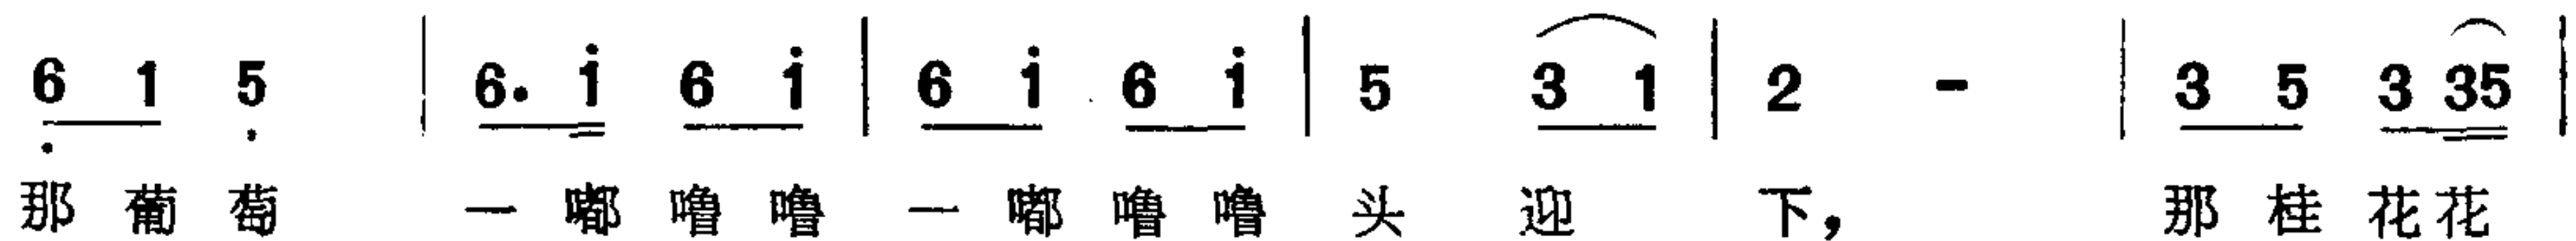 6 1 5 | 6. i 6 i | 6 i 6 i | 5 3 1 | 2 - | 3 5 3 35 |
那 葡 萄 一 嘟 噜 噜 一 嘟 噜 噜 头 迎 下， 那 桂 花 花